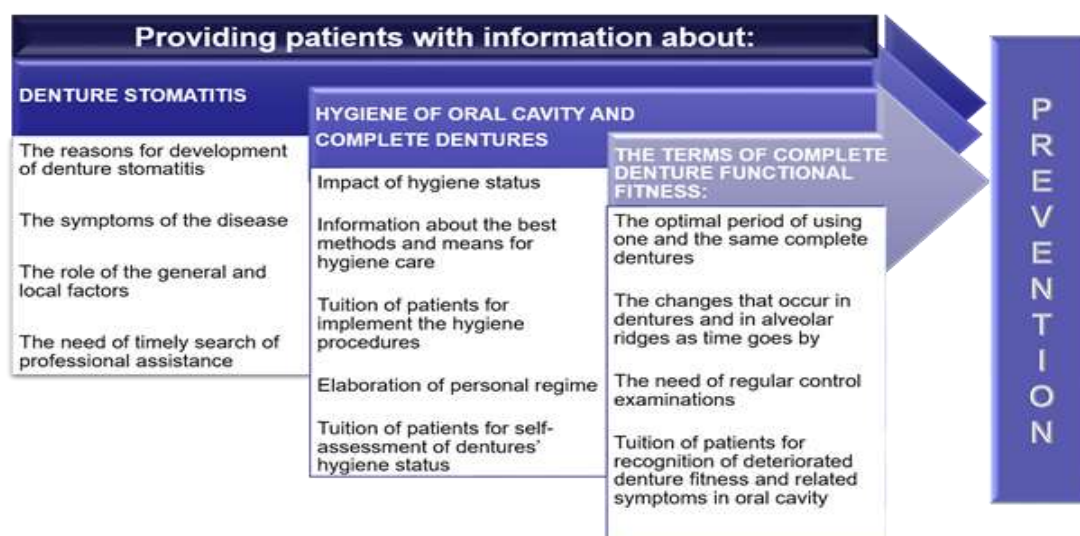 Providing patients with information about:
DENTURE STOMATITIS
The reasons for development
of denture stomatitis
The symptoms of the disease
The role of the general and
local factors
The need of timely search of
professional assistance
HYGIENE OF ORAL CAVITY AND
COMPLETE DENTURES
Impact of hygiene status
Information about the best
methods and means for
hygiene care
Tuition of patients for
implement the hygiene
procedures
Elaboration of personal regime
Tuition of patients for self-
assessment of dentures'
hygiene status
THE TERMS OF COMPLETE
DENTURE FUNCTIONAL
FITNESS:
The optimal period of using
one and the same complete
dentures
The changes that occur in
dentures and in alveolar
ridges as time goes by
The need of regular control
examinations
Tuition of patients for
recognition of deteriorated
denture fitness and related
symptoms in oral cavity
PREVENTION